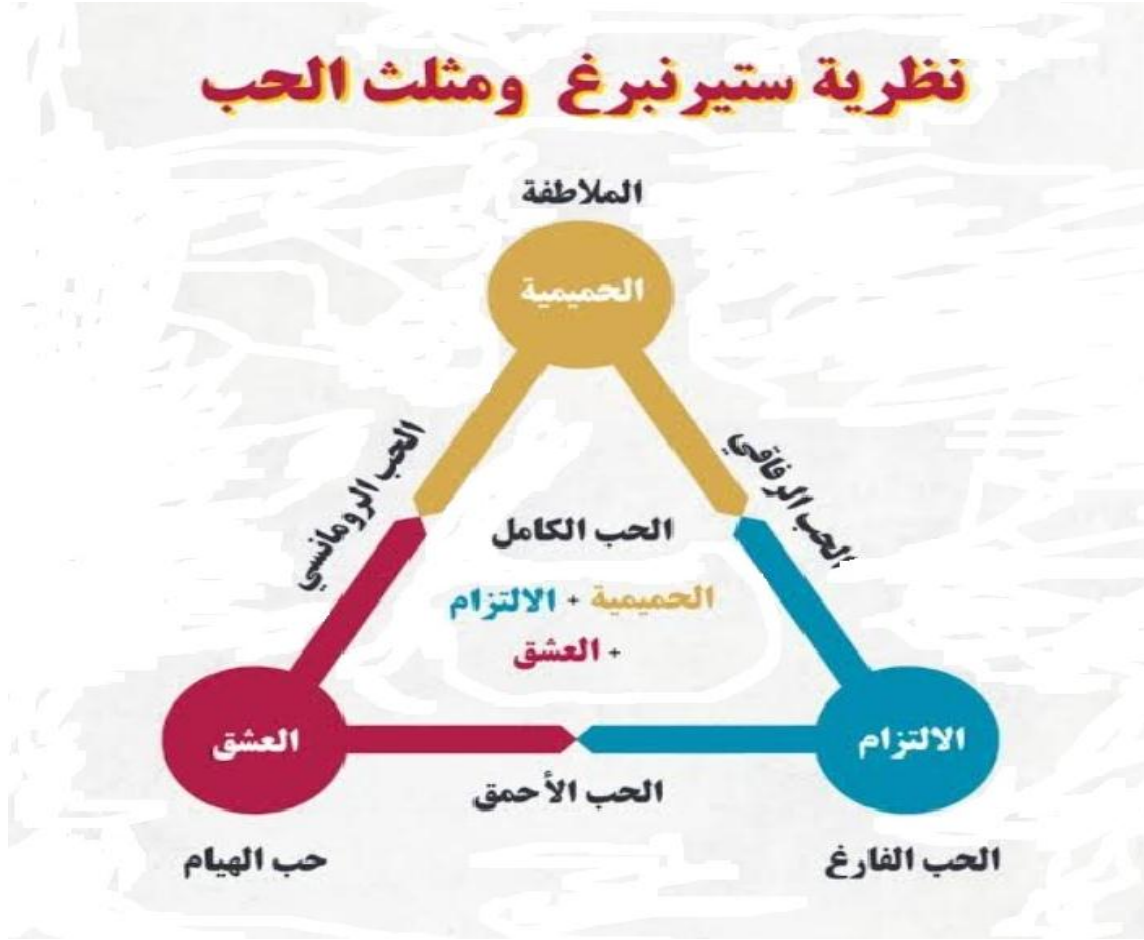 نظرية ستيرنبرغ ومثلث الحب
الملاطفة
الحميمية
الحب الرفاقي
الحب الرومانسي
الحب الكامل
الحميمية + الالتزام
+ العشق
الالتزام
العشق
الحب الأحمق
الحب الفارغ
حب الهيام